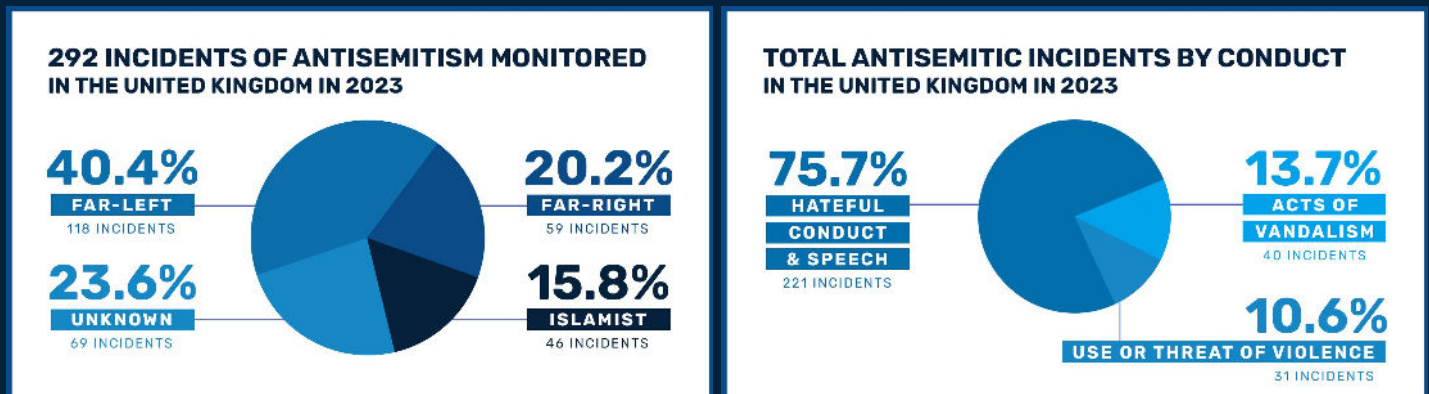 292 INCIDENTS OF ANTISEMITISM MONITORED
IN THE UNITED KINGDOM IN 2023
40.4%
FAR-LEFT
118 INCIDENTS
20.2%
FAR-RIGHT
59 INCIDENTS
23.6%
UNKNOWN
69 INCIDENTS
15.8%
ISLAMIST
46 INCIDENTS
TOTAL ANTISEMITIC INCIDENTS BY CONDUCT
IN THE UNITED KINGDOM IN 2023
75.7%
HATEFUL
CONDUCT
& SPEECH
221 INCIDENTS
13.7%
ACTS OF
VANDALISM
40 INCIDENTS
10.6%
USE OR THREAT OF VIOLENCE
31 INCIDENTS